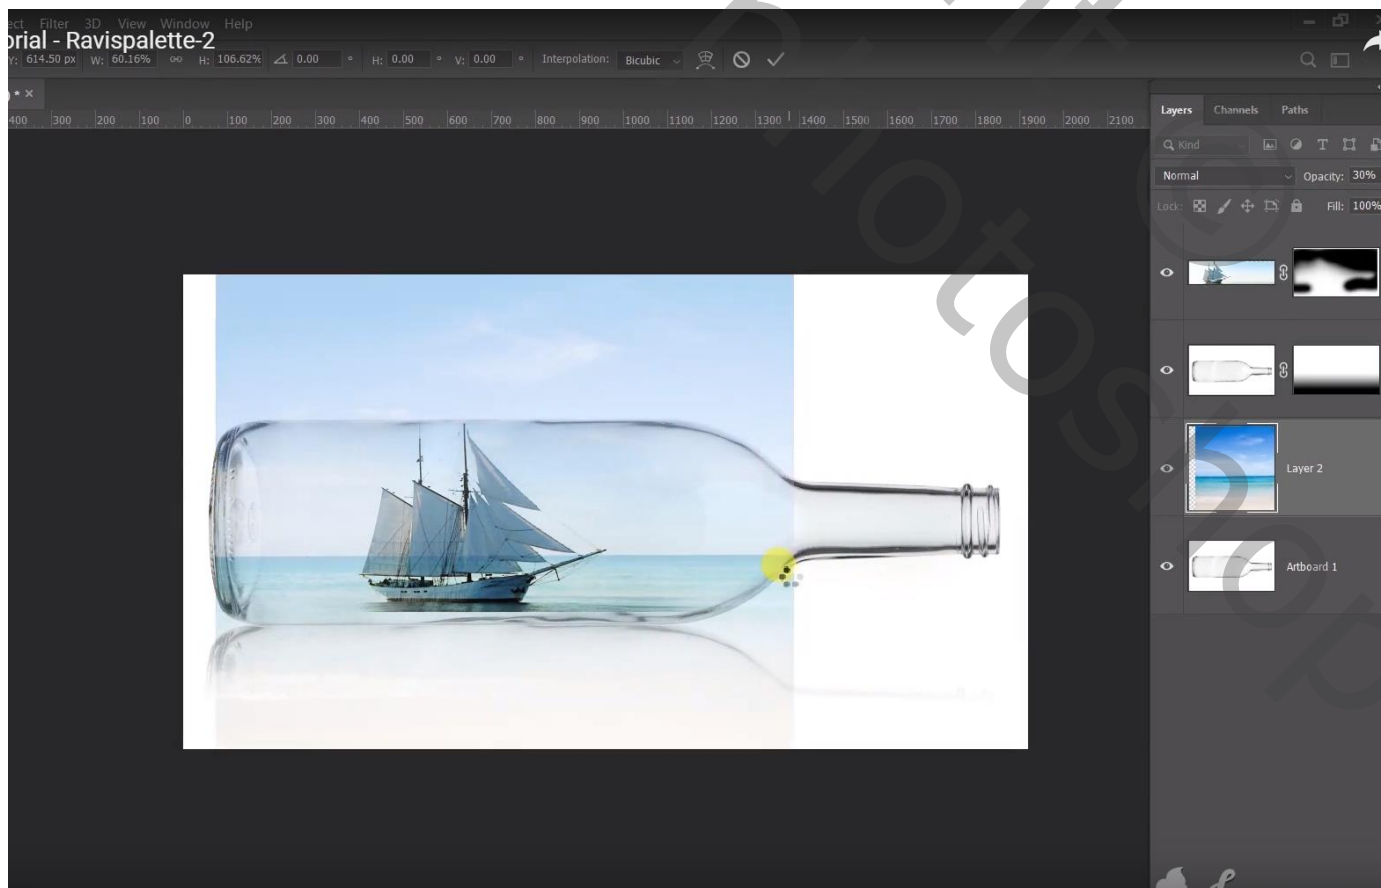 ect Filter 3D View Window Help
orial - Ravispalette-2
Y: 614.50 px W: 60.16% H: 106.62% 0.00 ° H: 0.00 ° V: 0.00 ° Interpolation: Bicubic
) * ×
400 300 200 100 0 100 200 300 400 500 600 700 800 900 1000 1100 1200 1300 1400 1500 1600 1700 1800 1900 2000 2100
Layers Channels Paths
Kind
Normal Opacity: 30%
Lock: Fill: 100%
Layer 2
Artboard 1
©
Photoshop